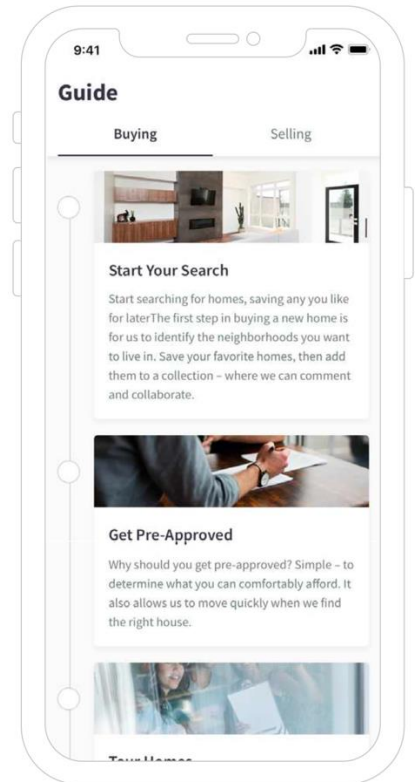 9:41
Guide
Buying Selling
Start Your Search
Start searching for homes, saving any you like
for laterThe first step in buying a new home is
for us to identify the neighborhoods you want
to live in. Save your favorite homes, then add
them to a collection – where we can comment
and collaborate.
Get Pre-Approved
Why should you get pre-approved? Simple – to
determine what you can comfortably afford. It
also allows us to move quickly when we find
the right house.
Tour Homes